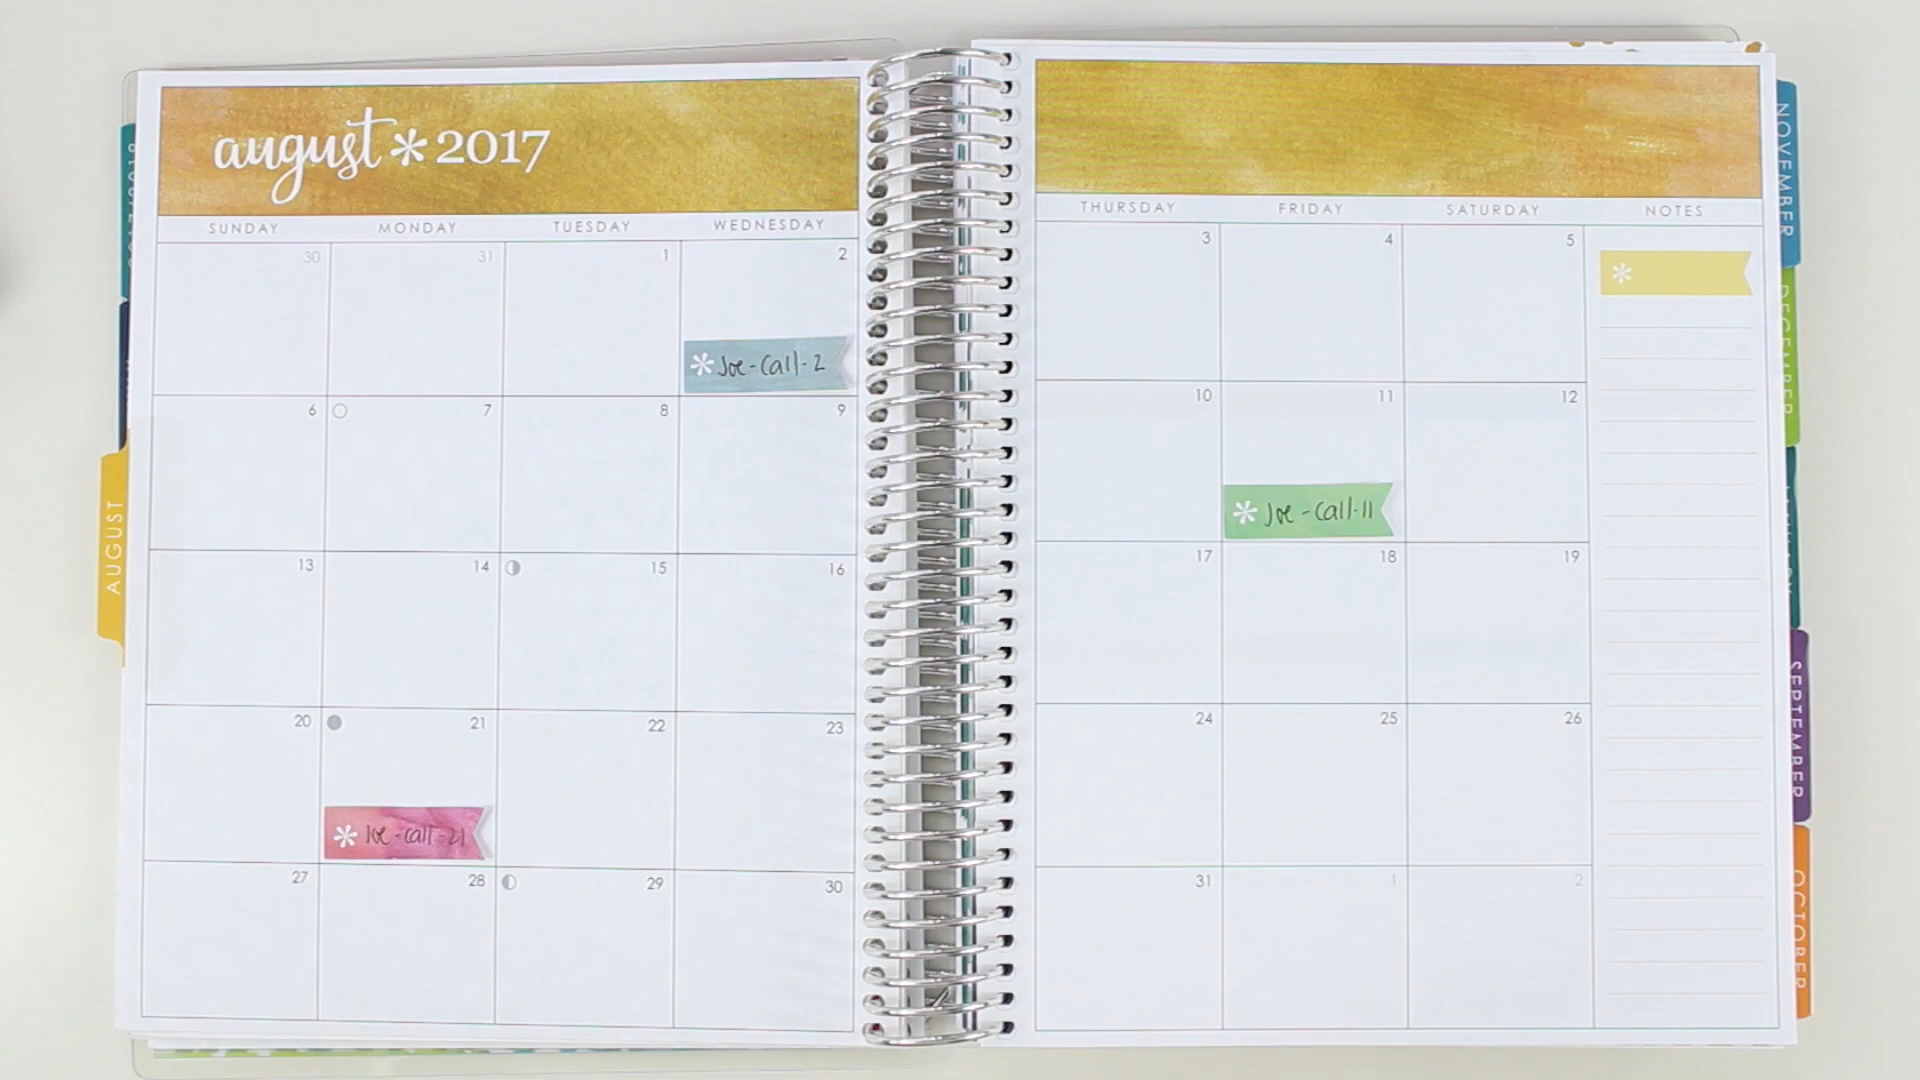 august*2017
SUNDAY MONDAY TUESDAY WEDNESDAY THURSDAY FRIDAY SATURDAY NOTES
30 31 1 2 3 4 5
* Joe-Call-2
6 7 8 9 10 11 12
* Joe-Call-11
13 14 15 16 17 18 19
20 21 22 23 24 25 26
* Joe-call-21
27 28 29 30 31 1 2
AUGUST
NOVEMBER
DECEMBER
SEPTEMBER
OCTOBER